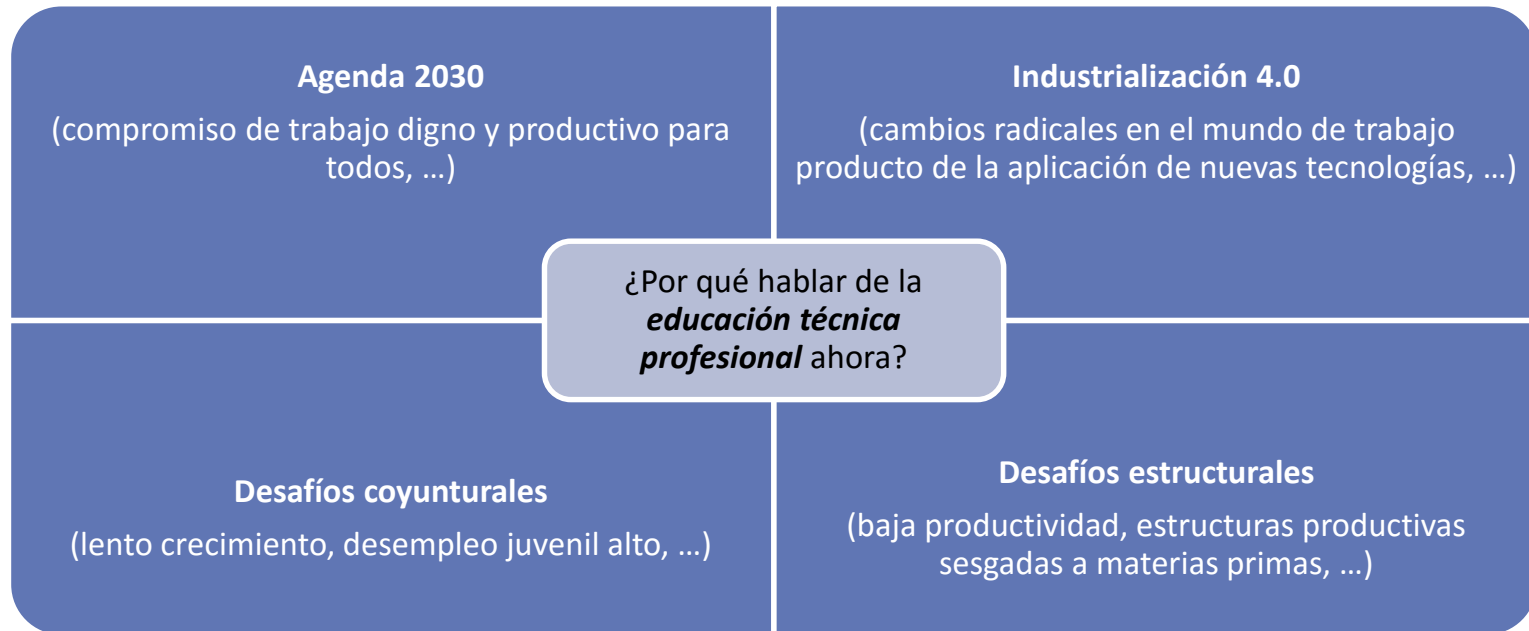 Agenda 2030
(compromiso de trabajo digno y productivo para
todos, ...)
Industrialización 4.0
(cambios radicales en el mundo de trabajo
producto de la aplicación de nuevas tecnologías, ...)
¿Por qué hablar de la
educación técnica
profesional ahora?
Desafíos coyunturales
(lento crecimiento, desempleo juvenil alto, ...)
Desafíos estructurales
(baja productividad, estructuras productivas
sesgadas a materias primas, ...)